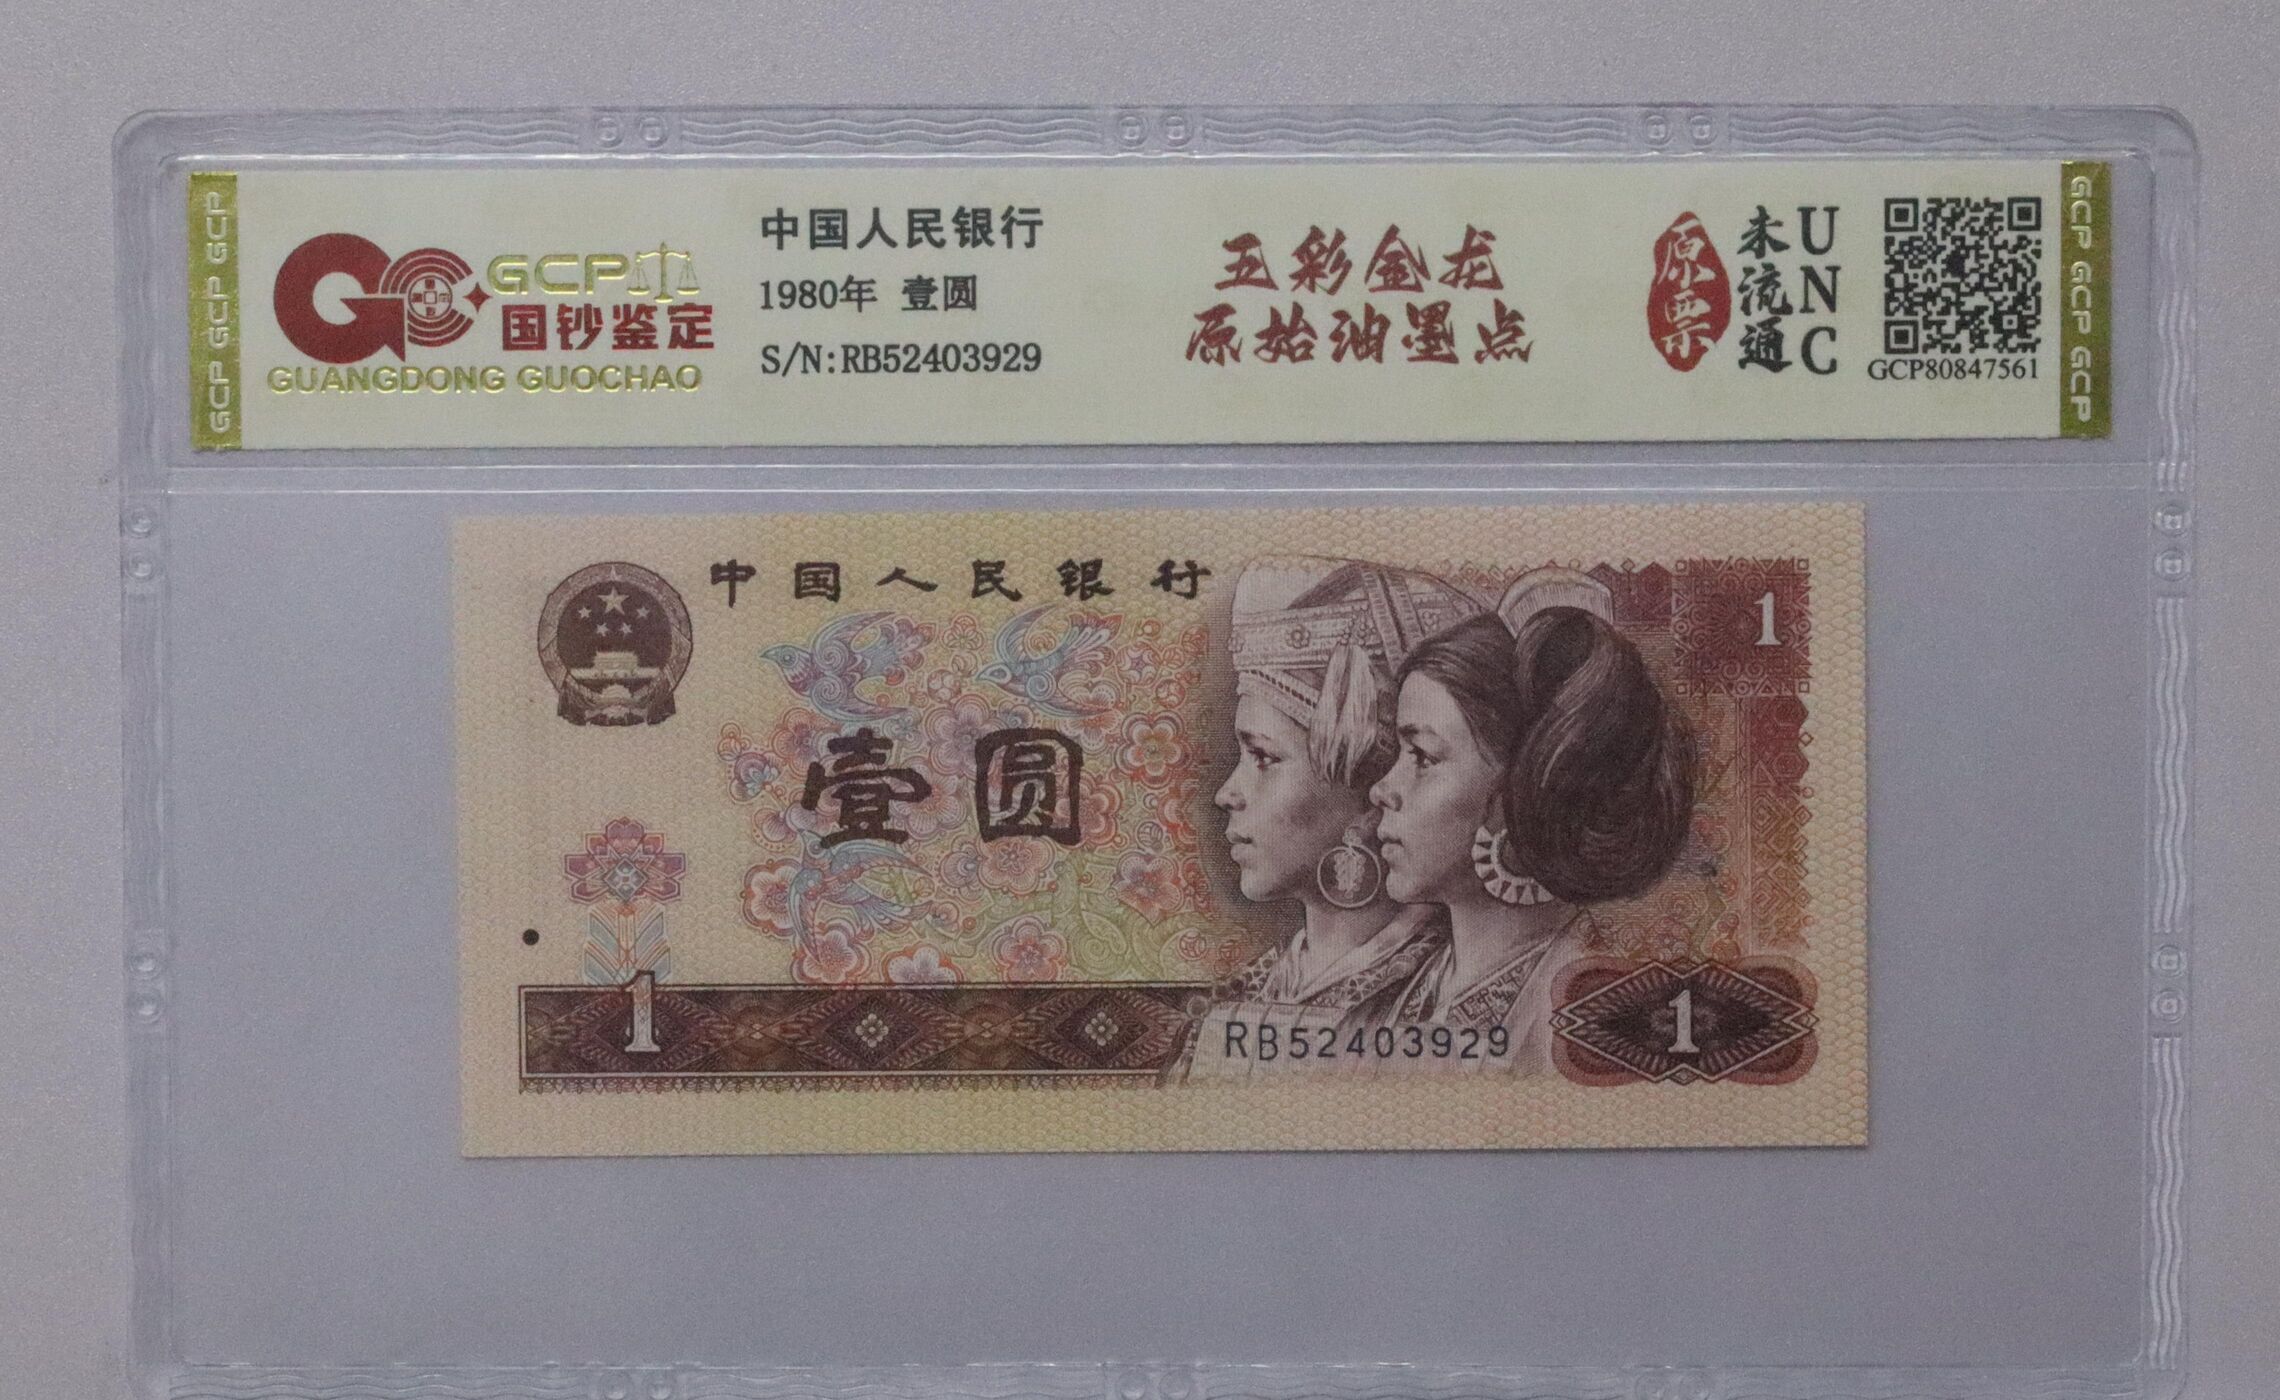 GCP GCP GCP
GCP
国钞鉴定
GUANGDONG GUOCHAO
中国人民银行
1980年 壹圆
S/N:RB52403929
五彩金龙
原始油墨点
原票
未流通
UNC
GCP80847561
GCP GCP GCP
中国人民银行
壹圆
1
1
RB52403929
1